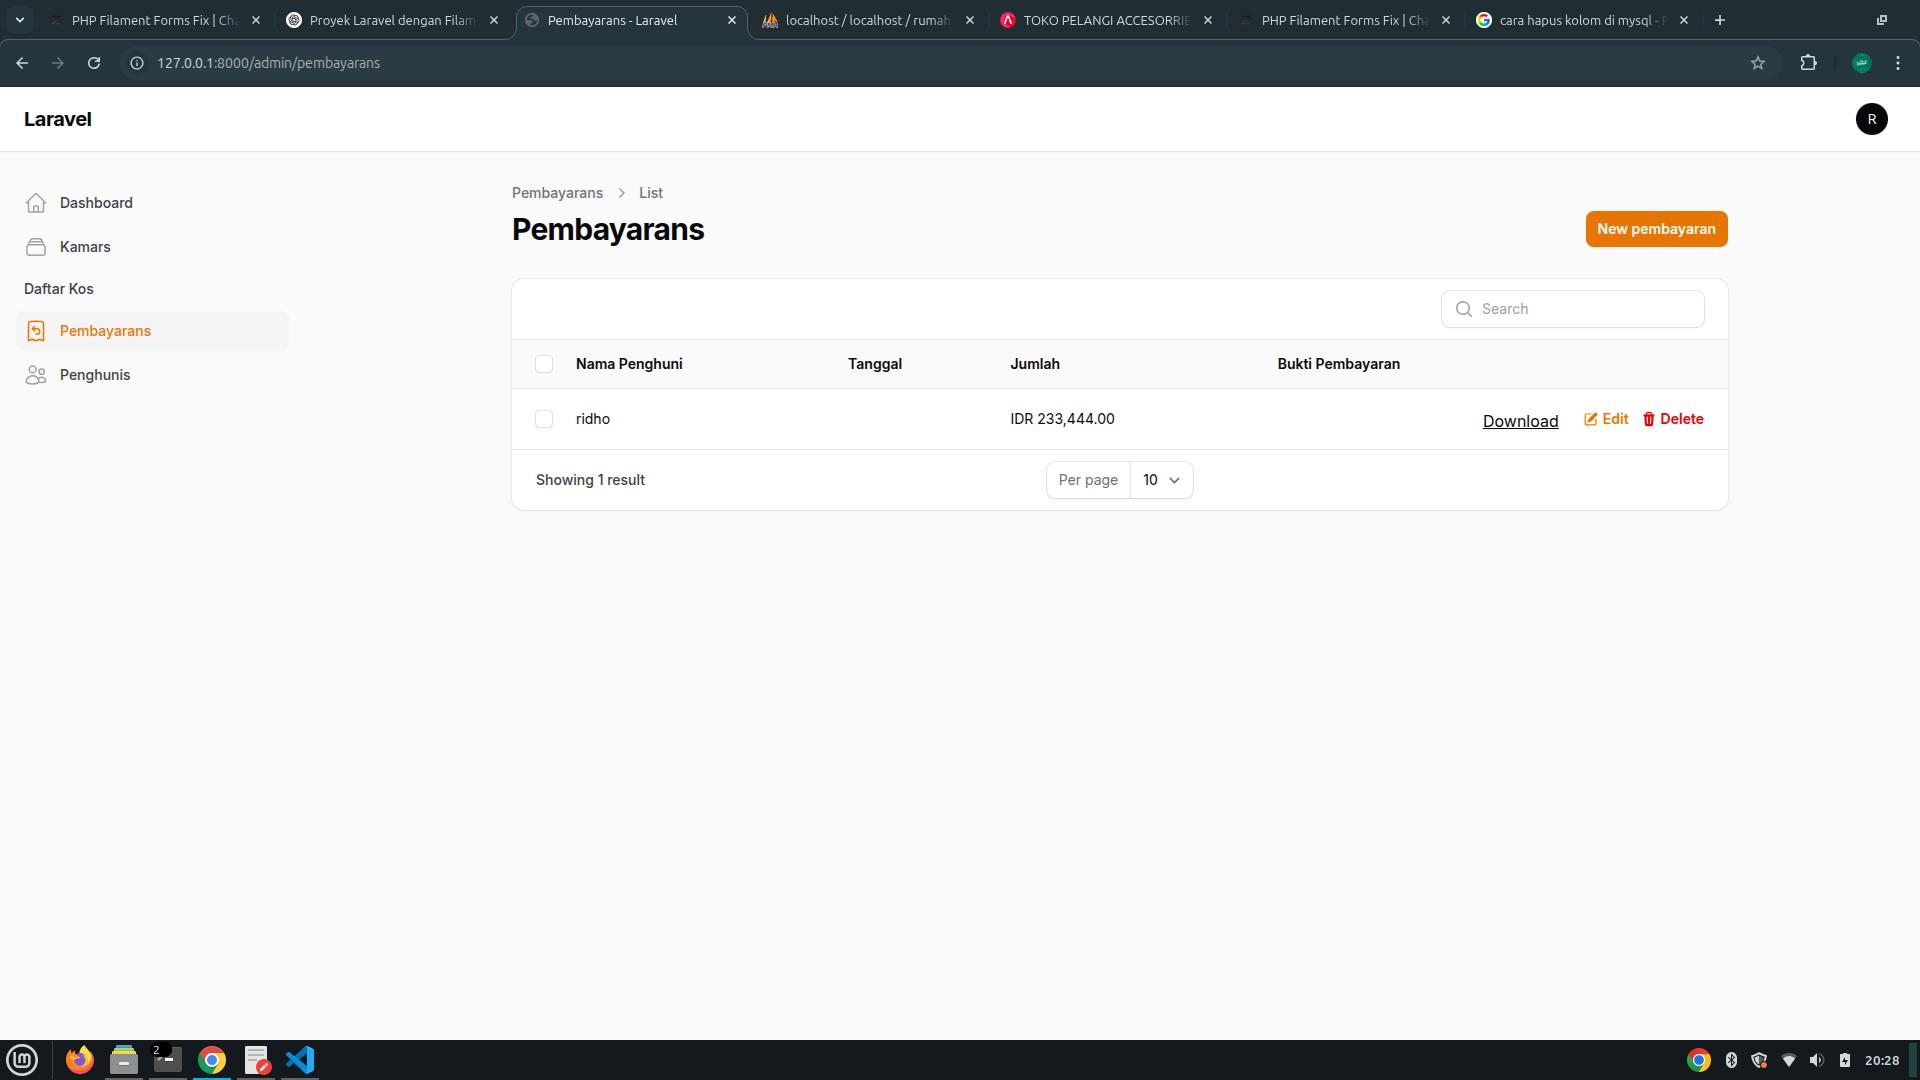 PHP Filament Forms Fix | Cha
Proyek Laravel dengan Filam
Pembayarans - Laravel
localhost / localhost / rumah
TOKO PELANGI ACCESORRIE
PHP Filament Forms Fix | Cha
cara hapus kolom di mysql -
127.0.0.1:8000/admin/pembayarans
Laravel
R
Dashboard
Kamars
Daftar Kos
Pembayarans
Penghunis
Pembayarans > List
Pembayarans
New pembayaran
Search
Nama Penghuni Tanggal Jumlah Bukti Pembayaran
ridho IDR 233,444.00 Download Edit Delete
Showing 1 result
Per page 10
2
20:28